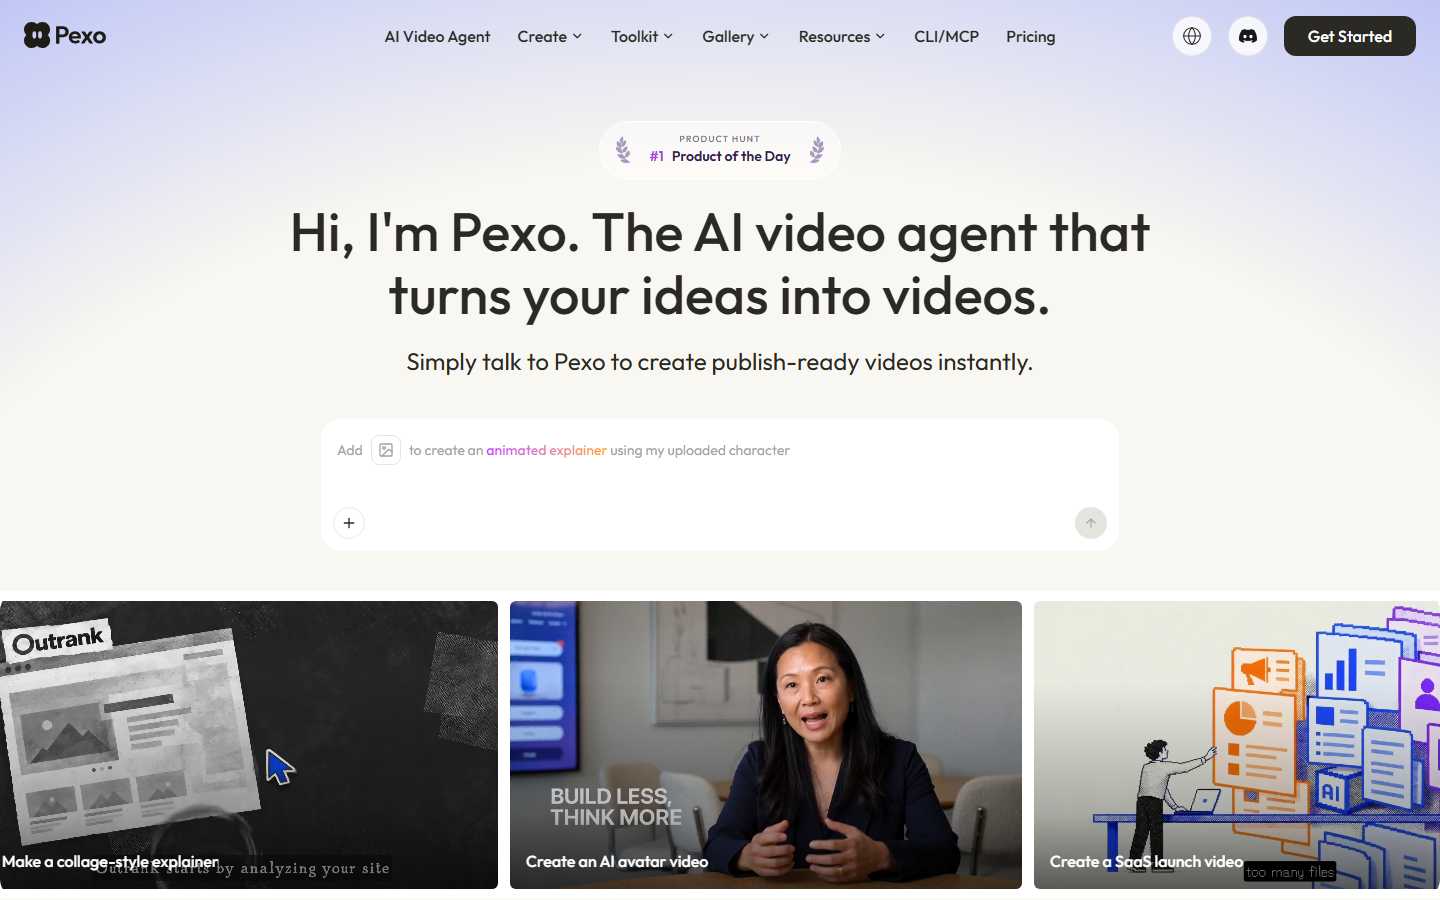 Pexo
AI Video Agent
Create
Toolkit
Gallery
Resources
CLI/MCP
Pricing
Get Started
PRODUCT HUNT
#1 Product of the Day
Hi, I'm Pexo. The AI video agent that
turns your ideas into videos.
Simply talk to Pexo to create publish-ready videos instantly.
Add to create an animated explainer using my uploaded character
Outrank
Make a collage-style explainer
Outrank starts by analyzing your site
BUILD LESS,
THINK MORE
Create an AI avatar video
AI
Create a SaaS launch video
too many files